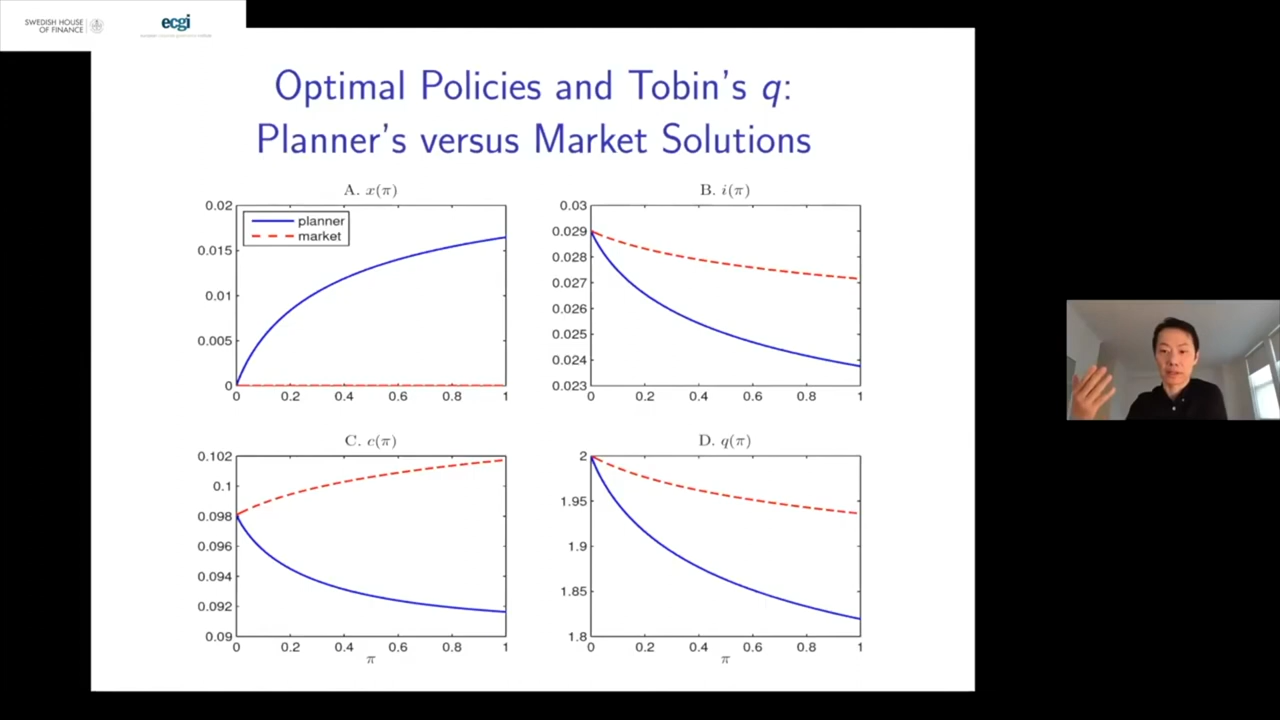 SWEDISH HOUSE
OF FINANCE
ecgi
Optimal Policies and Tobin's q:
Planner's versus Market Solutions
A. x(π)
0.02
0.015
0.01
0.005
0
planner
market
0 0.2 0.4 0.6 0.8 1
B. i(π)
0.03
0.029
0.028
0.027
0.026
0.025
0.024
0.023
0 0.2 0.4 0.6 0.8 1
C. c(π)
0.102
0.1
0.098
0.096
0.094
0.092
0.09
0 0.2 0.4 0.6 0.8 1
π
D. q(π)
2
1.95
1.9
1.85
1.8
0 0.2 0.4 0.6 0.8 1
π